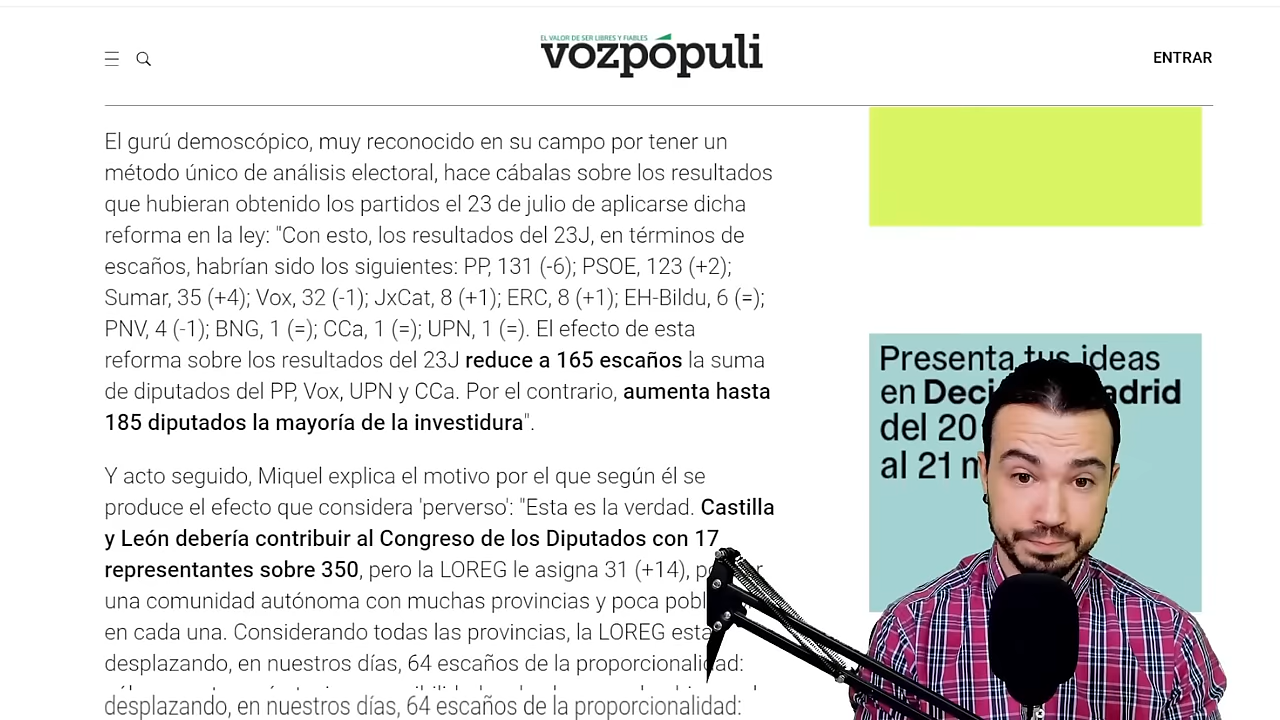 EL VALOR DE SER LIBRES Y FIABLES
vozpópuli
ENTRAR
El gurú demoscópico, muy reconocido en su campo por tener un
método único de análisis electoral, hace cábalas sobre los resultados
que hubieran obtenido los partidos el 23 de julio de aplicarse dicha
reforma en la ley: "Con esto, los resultados del 23J, en términos de
escaños, habrían sido los siguientes: PP, 131 (-6); PSOE, 123 (+2);
Sumar, 35 (+4); Vox, 32 (-1); JxCat, 8 (+1); ERC, 8 (+1); EH-Bildu, 6 (=);
PNV, 4 (-1); BNG, 1 (=); CCa, 1 (=); UPN, 1 (=). El efecto de esta
reforma sobre los resultados del 23J reduce a 165 escaños la suma
de diputados del PP, Vox, UPN y CCa. Por el contrario, aumenta hasta
185 diputados la mayoría de la investidura".
Y acto seguido, Miquel explica el motivo por el que según él se
produce el efecto que considera 'perverso': "Esta es la verdad. Castilla
y León debería contribuir al Congreso de los Diputados con 17
representantes sobre 350, pero la LOREG le asigna 31 (+14),
una comunidad autónoma con muchas provincias y poca
en cada una. Considerando todas las provincias, la LOREG
desplazando, en nuestros días, 64 escaños de la proporcionalidad:
desplazando, en nuestros días, 64 escaños de la proporcionalidad:
Presenta tus ideas
en
del 20
al 21